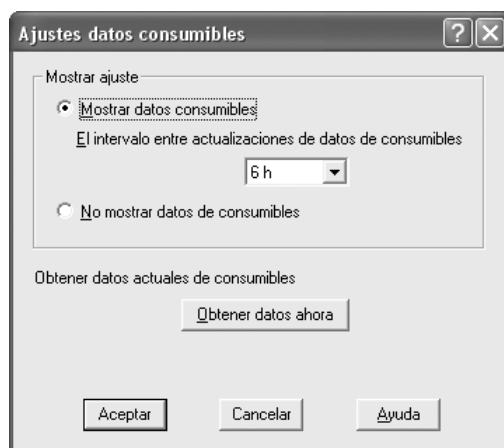 Ajustes datos consumibles
Mostrar ajuste
Mostrar datos consumibles
El intervalo entre actualizaciones de datos de consumibles
6 h
No mostrar datos de consumibles
Obtener datos actuales de consumibles
Obtener datos ahora
Aceptar
Cancelar
Ayuda